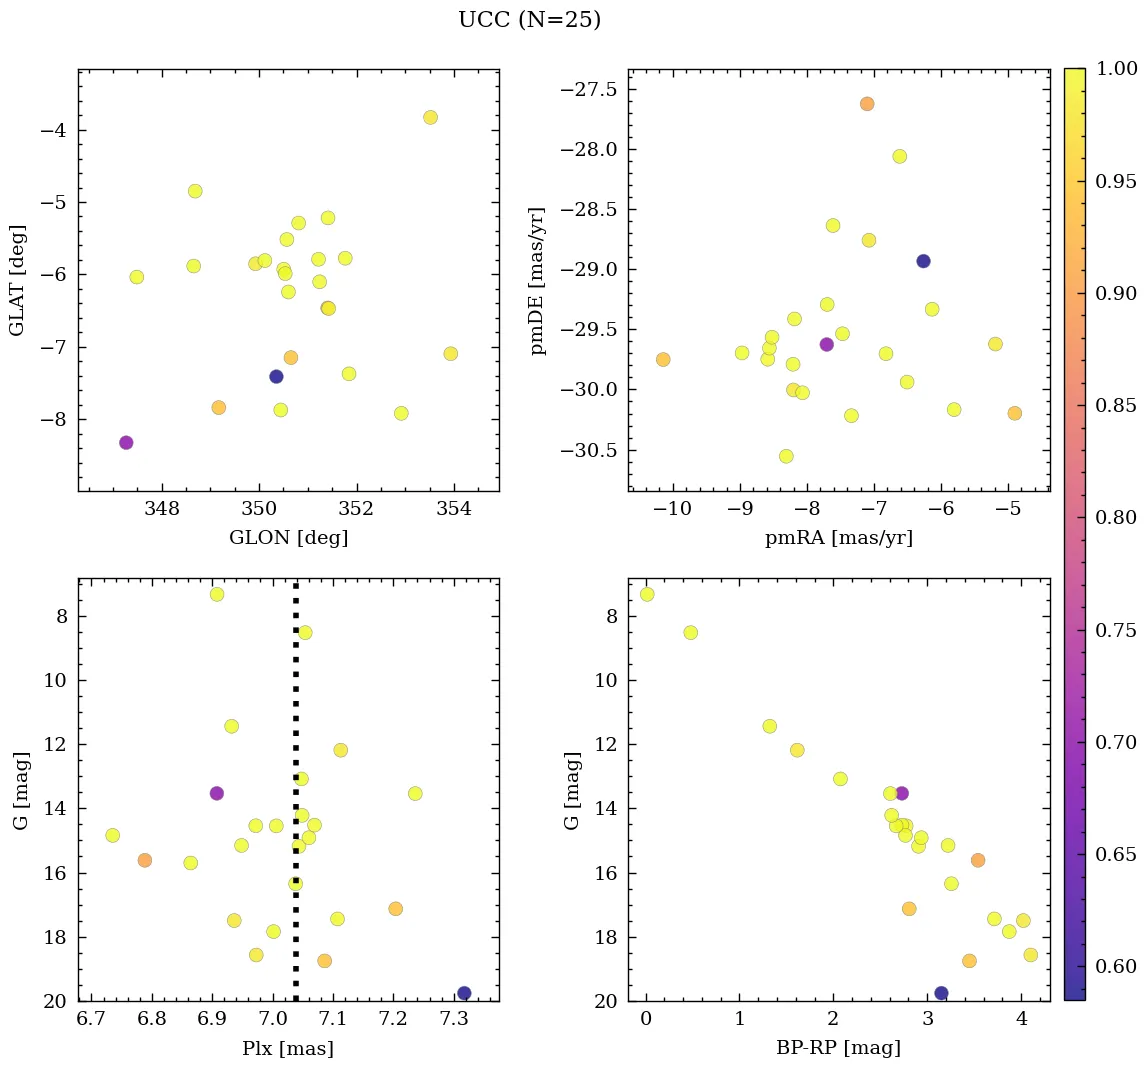 UCC (N=25)
−4
−5
−6
−7
−8
GLAT [deg]
348 350 352 354
GLON [deg]
−27.5
−28.0
−28.5
−29.0
−29.5
−30.0
−30.5
pmDE [mas/yr]
−10 −9 −8 −7 −6 −5
pmRA [mas/yr]
8
10
12
14
16
18
20
G [mag]
6.7 6.8 6.9 7.0 7.1 7.2 7.3
Plx [mas]
8
10
12
14
16
18
20
G [mag]
0 1 2 3 4
BP-RP [mag]
1.00
0.95
0.90
0.85
0.80
0.75
0.70
0.65
0.60